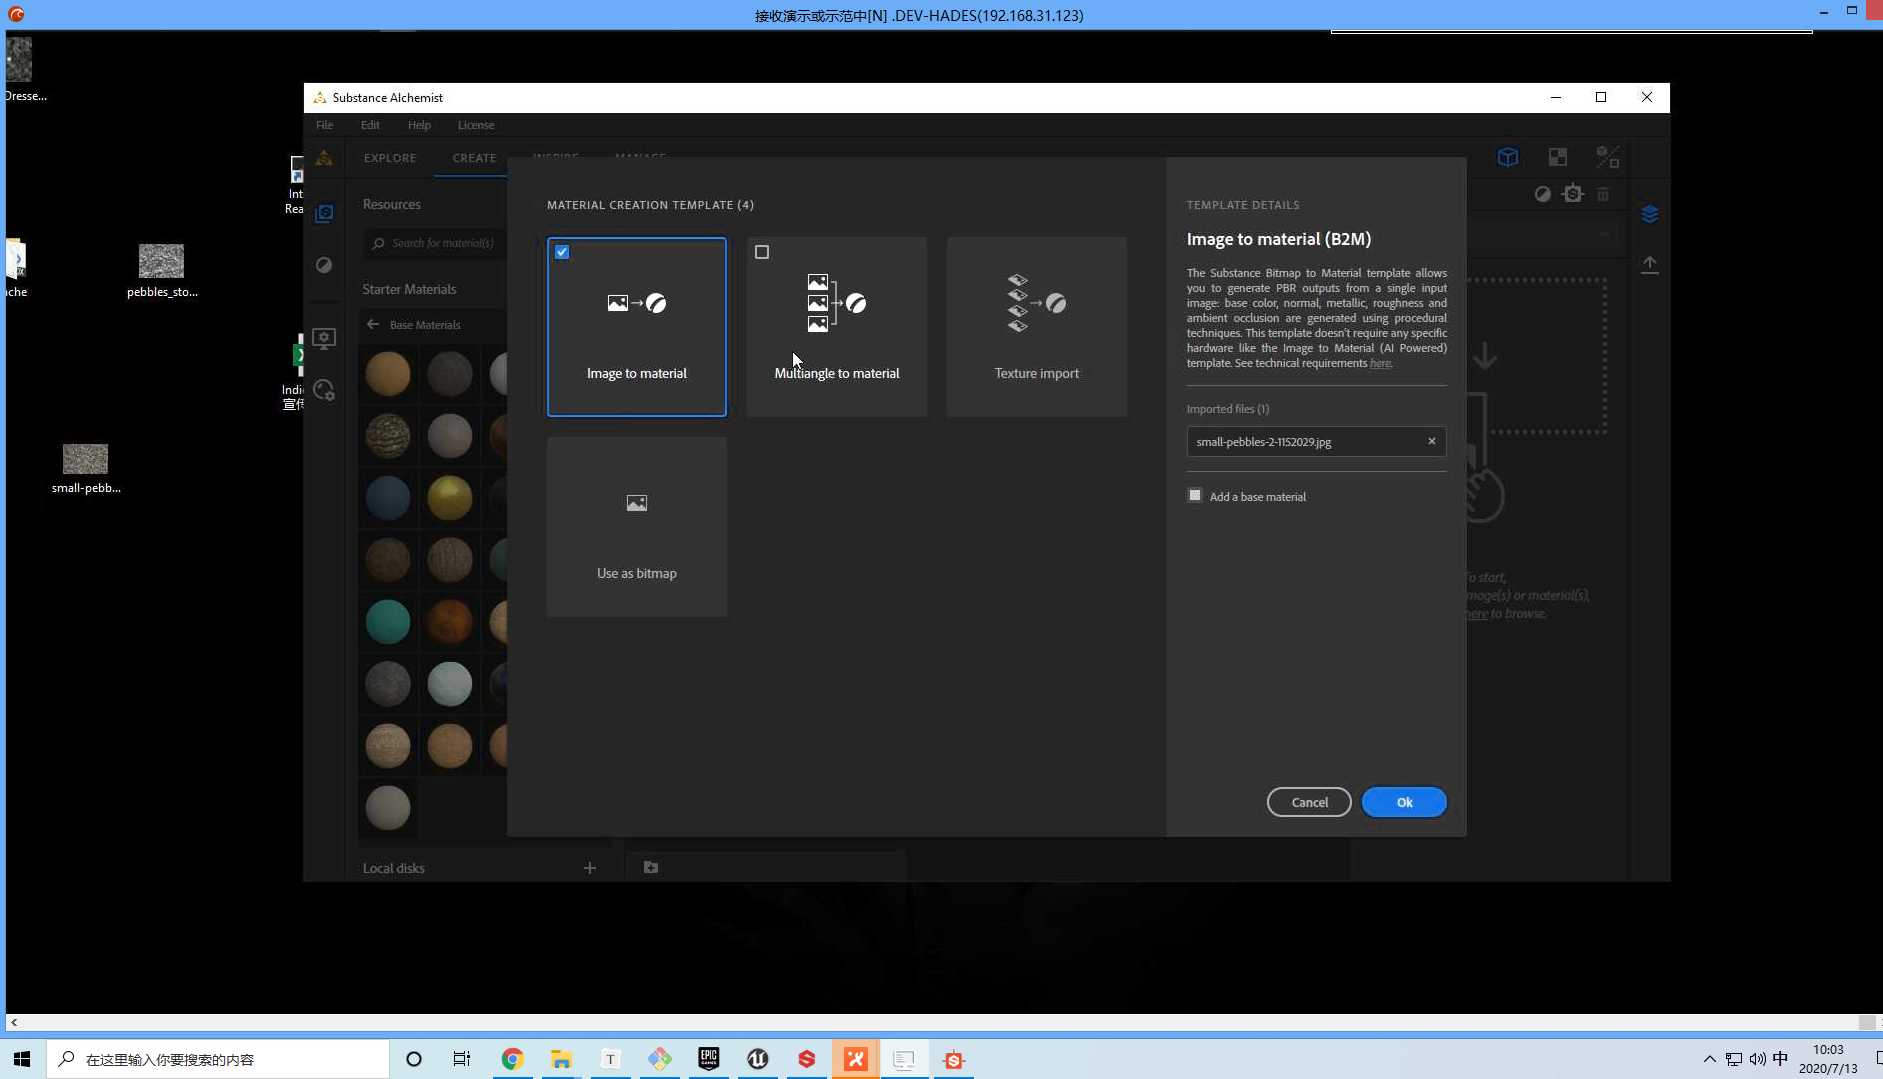 接收演示或示范中[N] .DEV-HADES(192.168.31.123)
Dresse...
Substance Alchemist
File Edit Help License
EXPLORE CREATE INSPIRE MANAGE
Int
Rea
Resources
Search for material(s)
Starter Materials
Base Materials
MATERIAL CREATION TEMPLATE (4)
Image to material
Multiangle to material
Texture import
Use as bitmap
TEMPLATE DETAILS
Image to material (B2M)
The Substance Bitmap to Material template allows
you to generate PBR outputs from a single input
image: base color, normal, metallic, roughness and
ambient occlusion are generated using procedural
techniques. This template doesn't require any specific
hardware like the Image to Material (AI Powered)
template. See technical requirements here.
Imported files (1)
small-pebbles-2-1152029.jpg
Add a base material
Cancel
Ok
To start,
image(s) or material(s),
here to browse.
ache
pebbles_sto...
Indi
宣传
small-pebb...
Local disks
在这里输入你要搜索的内容
T
EPIC
GAMES
中
10:03
2020/7/13